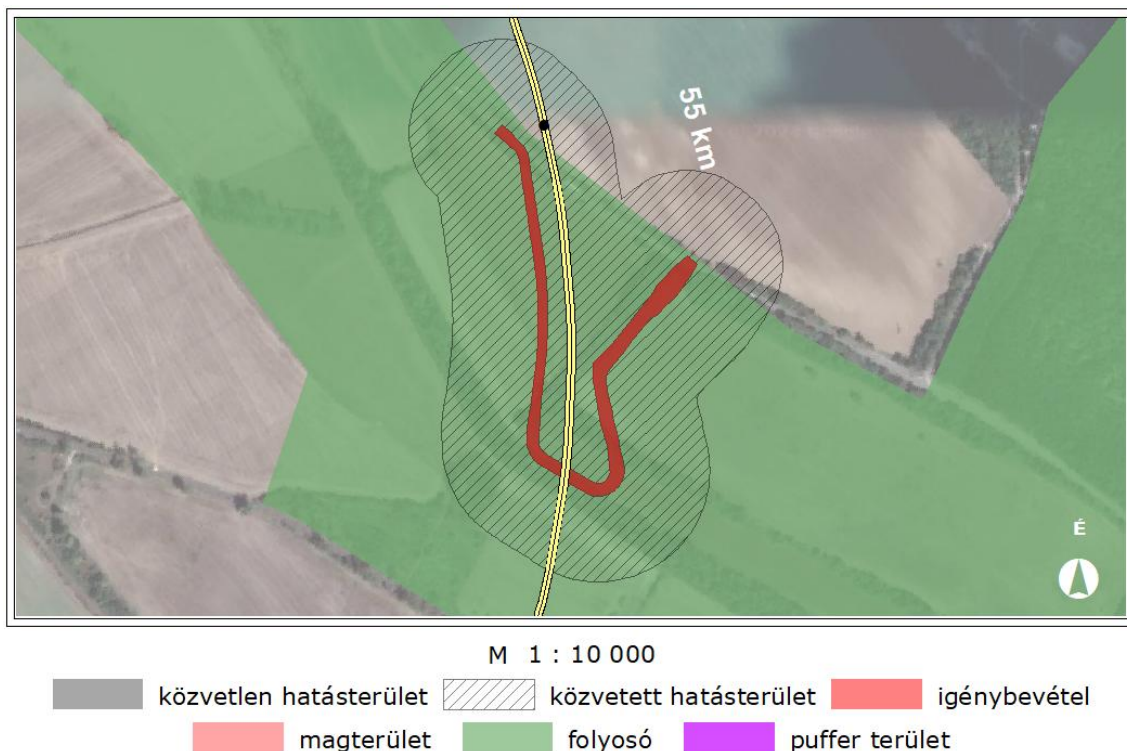 55 km
É
M 1 : 10 000
közvetlen hatásterület közvetett hatásterület igénybevétel
magterület folyosó puffer terület